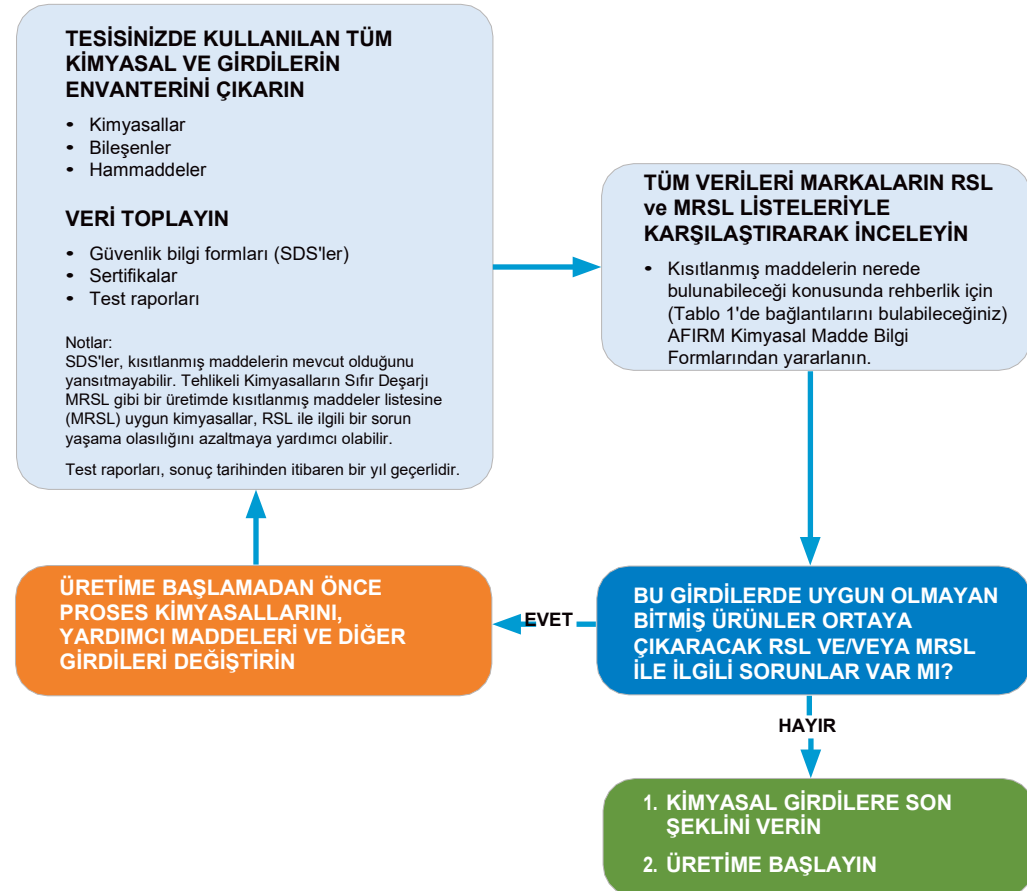 TESİSİNİZDE KULLANILAN TÜM
KİMYASAL VE GİRDİLERİN
ENVANTERİNİ ÇIKARIN
• Kimyasallar
• Bileşenler
• Hammaddeler
VERİ TOPLAYIN
• Güvenlik bilgi formları (SDS'ler)
• Sertifikalar
• Test raporları
Notlar:
SDS'ler, kısıtlanmış maddelerin mevcut olduğunu
yansıtmayabilir. Tehlikeli Kimyasalların Sıfır Deşarjı
MRSL gibi bir üretimde kısıtlanmış maddeler listesine
(MRSL) uygun kimyasallar, RSL ile ilgili bir sorun
yaşama olasılığını azaltmaya yardımcı olabilir.
Test raporları, sonuç tarihinden itibaren bir yıl geçerlidir.
TÜM VERİLERİ MARKALARIN RSL
ve MRSL LİSTELERİYLE
KARŞILAŞTIRARAK İNCELEYİN
• Kısıtlanmış maddelerin nerede
bulunabileceği konusunda rehberlik için
(Tablo 1'de bağlantılarını bulabileceğiniz)
AFIRM Kimyasal Madde Bilgi
Formlarından yararlanın.
BU GİRDİLERDE UYGUN OLMAYAN
BİTMİŞ ÜRÜNLER ORTAYA
ÇIKARACAK RSL VE/VEYA MRSL
İLE İLGİLİ SORUNLAR VAR MI?
EVET
ÜRETİME BAŞLAMADAN ÖNCE
PROSES KİMYASALLARINI,
YARDIMCI MADDELERİ VE DİĞER
GİRDİLERİ DEĞİŞTİRİN
HAYIR
1. KİMYASAL GİRDİLERE SON
ŞEKLİNİ VERİN
2. ÜRETİME BAŞLAYIN